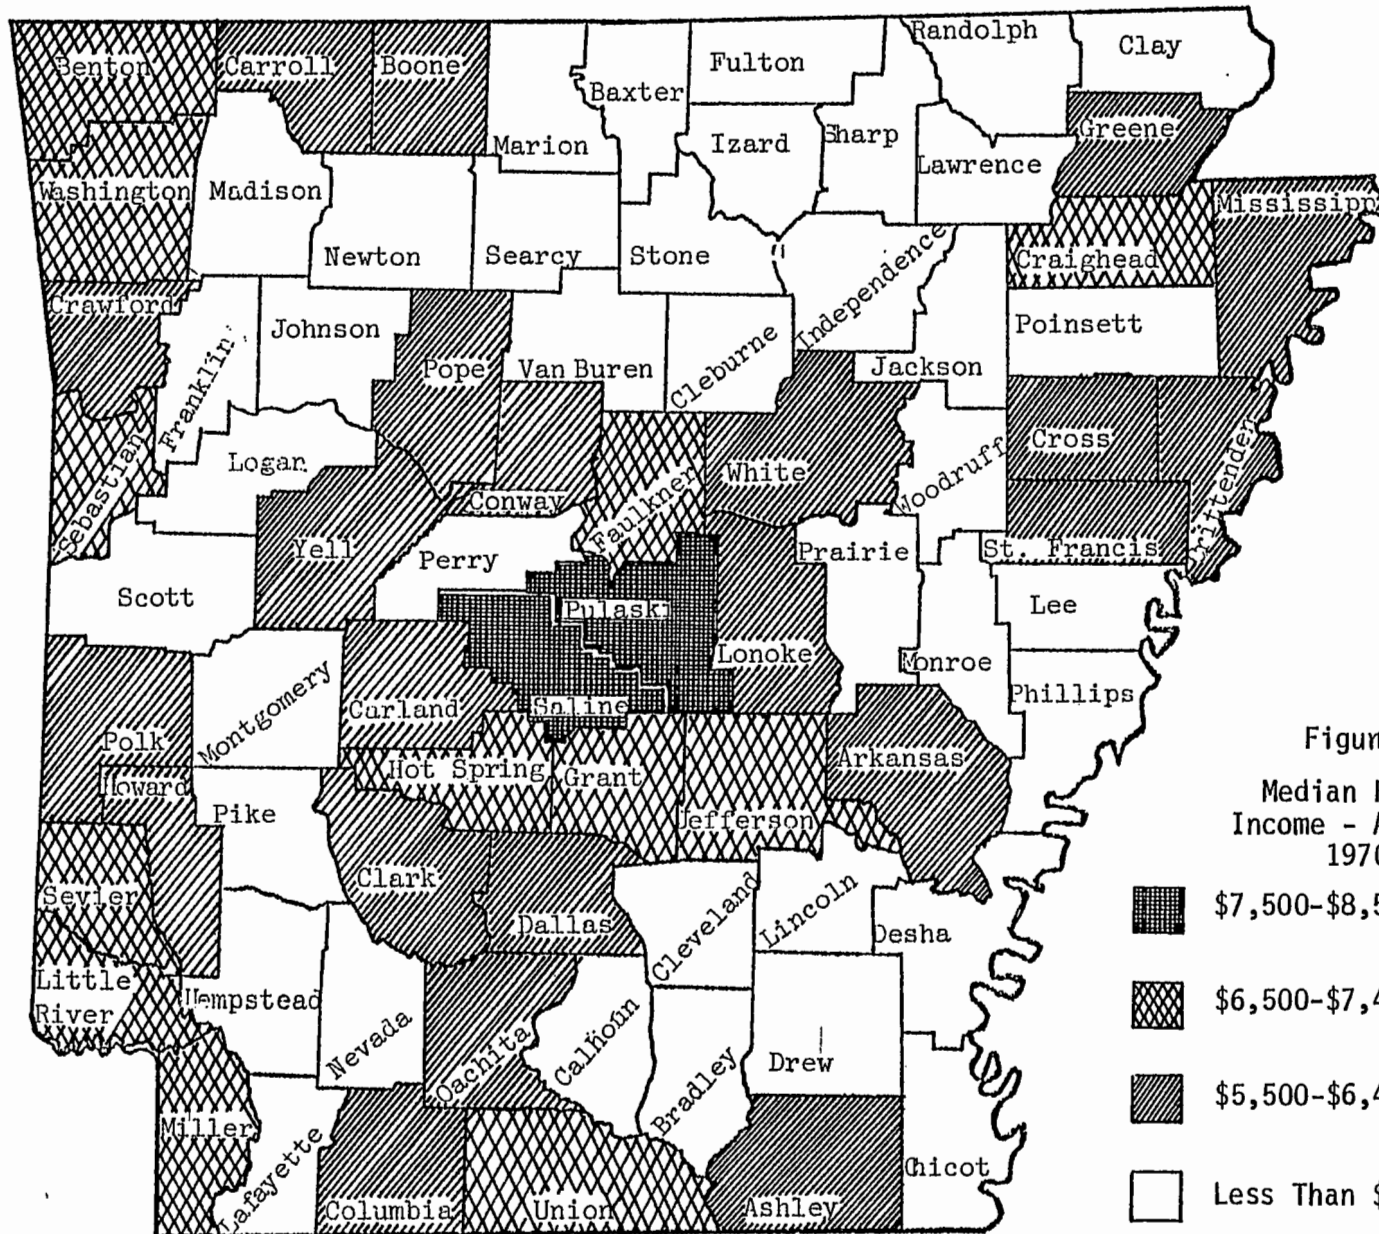 Randolph
Clay
Benton
Carroll
Boone
Fulton
Baxter
Greene
Marion
Izard
Sharp
Lawrence
Washington
Madison
Mississipp
Newton
Searcy
Stone
Independence
Craighead
Crawford
Johnson
Franklin
Poinsett
Pope
Van Buren
Cleburne
Jackson
Sebastian
Logan
Conway
Faulkner
White
Woodruff
Cross
Crittenden
Yell
Perry
Prairie
St. Francis
Scott
Pulaski
Lonoke
Lee
Monroe
Phillips
Montgomery
Garland
Saline
Polk
Howard
Hot Spring
Grant
Arkansas
Pike
Jefferson
Sevier
Clark
Dallas
Cleveland
Lincoln
Desha
Little
River
Hempstead
Nevada
Ouachita
Calhoun
Bradley
Drew
Miller
Lafayette
Columbia
Union
Ashley
Chicot
Figur
Median
Income - A
1970
$7,500-$8,5
$6,500-$7,4
$5,500-$6,4
Less Than $